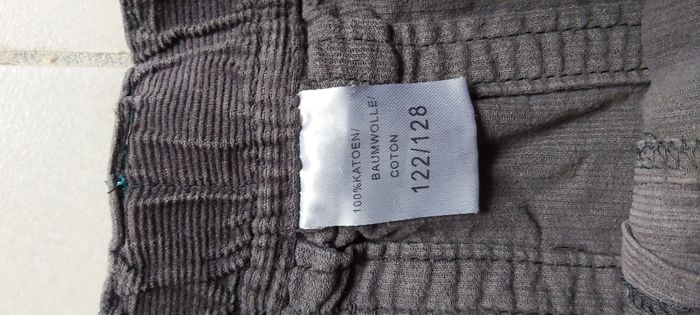 100%KATOEN/
BAUMWOLLE/
COTON
122/128